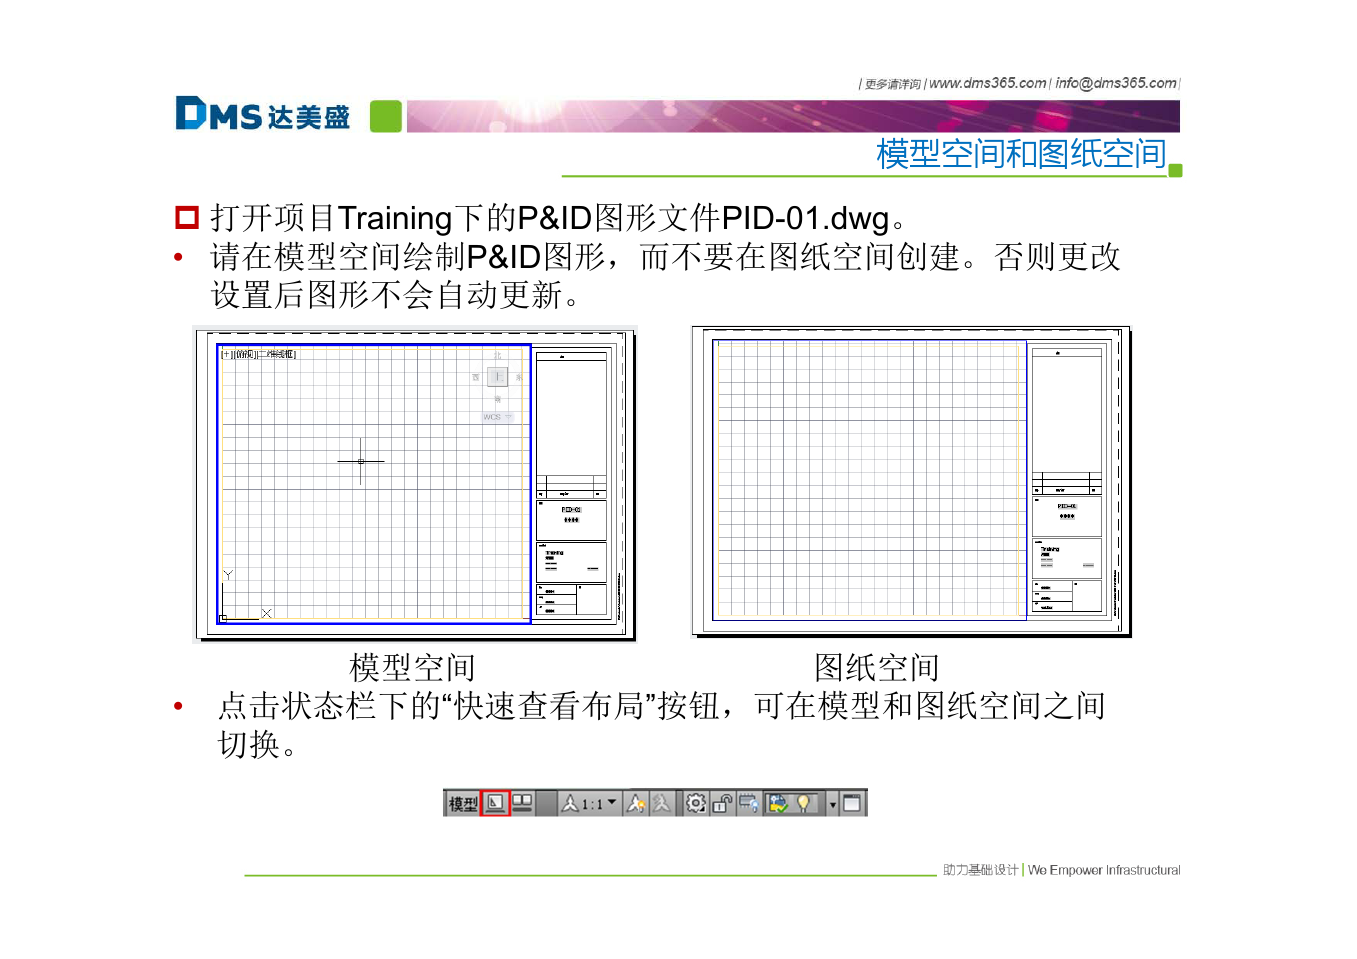 |更多请详询|www.dms365.com| info@dms365.com|
DMS 达美盛
模型空间和图纸空间
打开项目Training下的P&ID图形文件PID-01.dwg。
• 请在模型空间绘制P&ID图形，而不要在图纸空间创建。否则更改
设置后图形不会自动更新。
[+][俯视][二维线框]
北
西 上 东
南
WCS
PID-01
Training
Y
X
PID-01
Training
模型空间
图纸空间
• 点击状态栏下的“快速查看布局”按钮，可在模型和图纸空间之间
切换。
模型 1:1
助力基础设计| We Empower Infrastructural